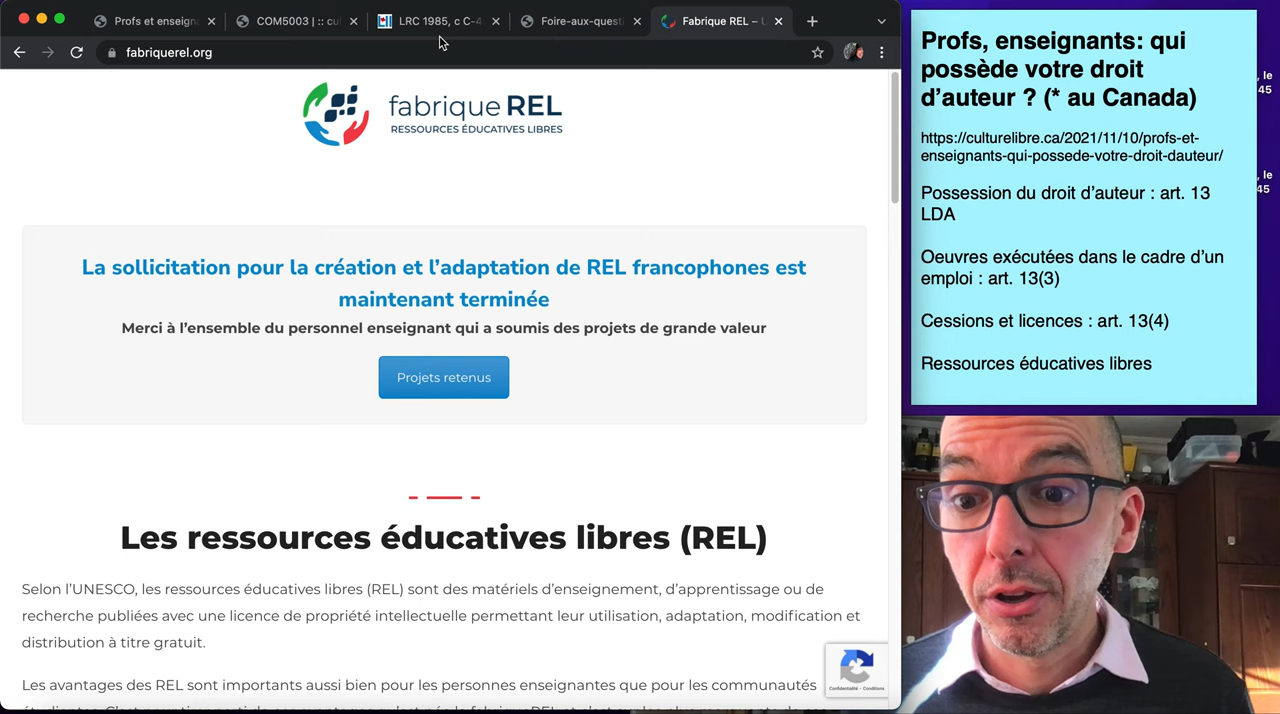 Profs et enseign
COM5003 | :: cu
LRC 1985, c C-4
Foire-aux-quest
Fabrique REL –
fabriquerel.org
fabrique REL
RESSOURCES ÉDUCATIVES LIBRES
La sollicitation pour la création et l’adaptation de REL francophones est
maintenant terminée
Merci à l’ensemble du personnel enseignant qui a soumis des projets de grande valeur
Projets retenus
Les ressources éducatives libres (REL)
Selon l’UNESCO, les ressources éducatives libres (REL) sont des matériels d’enseignement, d’apprentissage ou de
recherche publiées avec une licence de propriété intellectuelle permettant leur utilisation, adaptation, modification et
distribution à titre gratuit.
Les avantages des REL sont importants aussi bien pour les personnes enseignantes que pour les communautés
Confidentialité - Conditions
Profs, enseignants: qui
possède votre droit
d’auteur ? (* au Canada)
https://culturelibre.ca/2021/11/10/profs-et-
enseignants-qui-possede-votre-droit-dauteur/
Possession du droit d’auteur : art. 13
LDA
Oeuvres exécutées dans le cadre d’un
emploi : art. 13(3)
Cessions et licences : art. 13(4)
Ressources éducatives libres
, le
45
, le
45